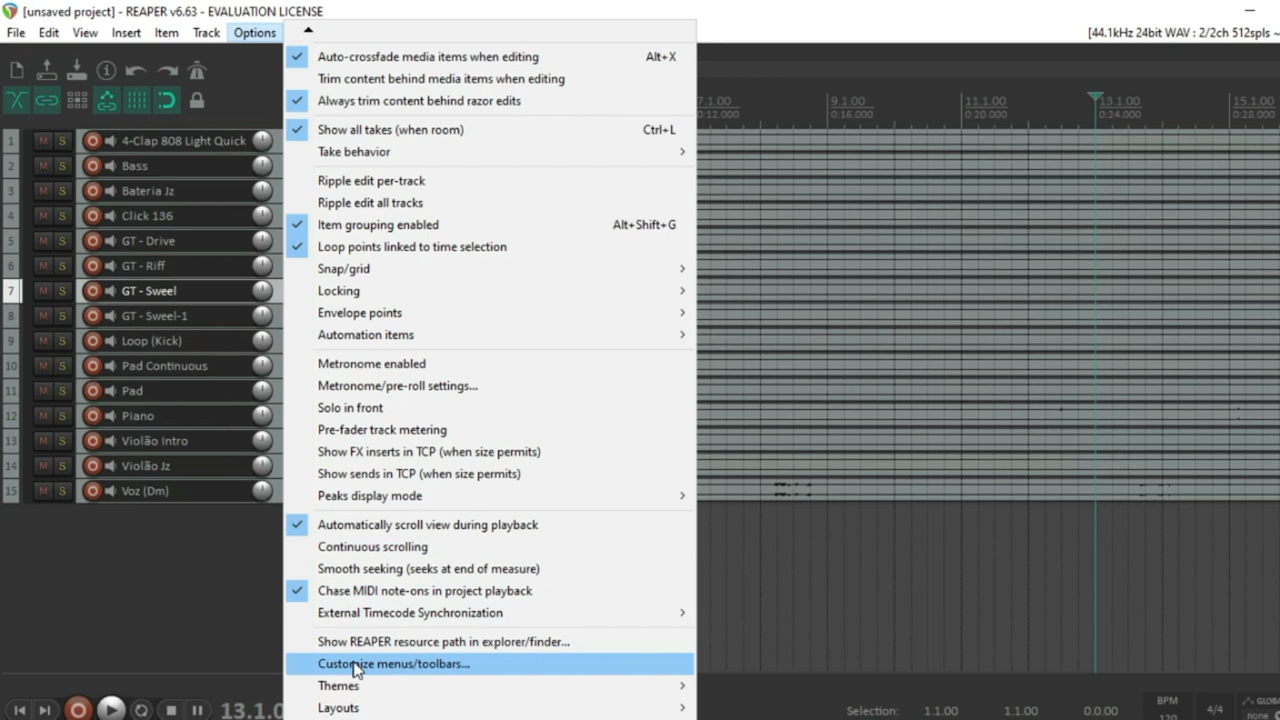 [unsaved project] - REAPER v6.63 - EVALUATION LICENSE
File Edit View Insert Item Track Options
[44.1kHz 24bit WAV : 2/2ch 512spls ~
Auto-crossfade media items when editing Alt+X
Trim content behind media items when editing
Always trim content behind razor edits
Show all takes (when room) Ctrl+L
Take behavior
Ripple edit per-track
Ripple edit all tracks
Item grouping enabled Alt+Shift+G
Loop points linked to time selection
Snap/grid
Locking
Envelope points
Automation items
Metronome enabled
Metronome/pre-roll settings...
Solo in front
Pre-fader track metering
Show FX inserts in TCP (when size permits)
Show sends in TCP (when size permits)
Peaks display mode
Automatically scroll view during playback
Continuous scrolling
Smooth seeking (seeks at end of measure)
Chase MIDI note-ons in project playback
External Timecode Synchronization
Show REAPER resource path in explorer/finder...
Customize menus/toolbars...
Themes
Layouts
7.1.00 9.1.00 11.1.00 13.1.00 15.1.00
0:12.000 0:16.000 0:20.000 0:24.000 0:28.000
1 M S 4-Clap 808 Light Quick
2 M S Bass
3 M S Bateria Jz
4 M S Click 136
5 M S GT - Drive
6 M S GT - Riff
7 M S GT - Sweel
8 M S GT - Sweel-1
9 M S Loop (Kick)
10 M S Pad Continuous
11 M S Pad
12 M S Piano
13 M S Violão Intro
14 M S Violão Jz
15 M S Voz (Dm)
13.1.0
Selection: 1.1.00 1.1.00 0.0.00
BPM
120
4/4
GLOB
none